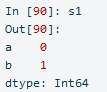 In [90]: s1
Out[90]:
a    0
b    1
dtype: Int64